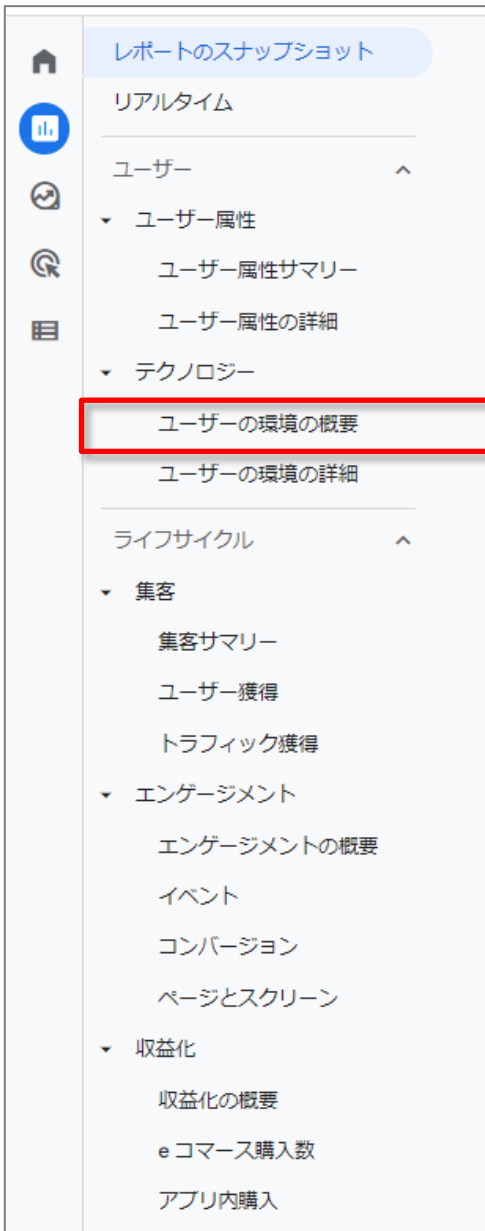 レポートのスナップショット
リアルタイム
ユーザー
ユーザー属性
ユーザー属性サマリー
ユーザー属性の詳細
テクノロジー
ユーザーの環境の概要
ユーザーの環境の詳細
ライフサイクル
集客
集客サマリー
ユーザー獲得
トラフィック獲得
エンゲージメント
エンゲージメントの概要
イベント
コンバージョン
ページとスクリーン
収益化
収益化の概要
e コマース購入数
アプリ内購入